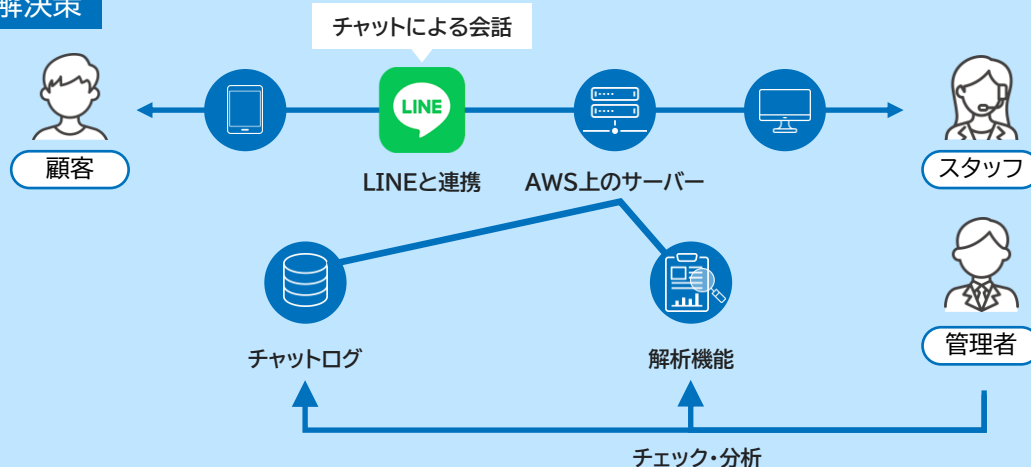 解決策
チャットによる会話
LINE
顧客
LINEと連携
AWS上のサーバー
スタッフ
チャットログ
解析機能
管理者
チェック・分析